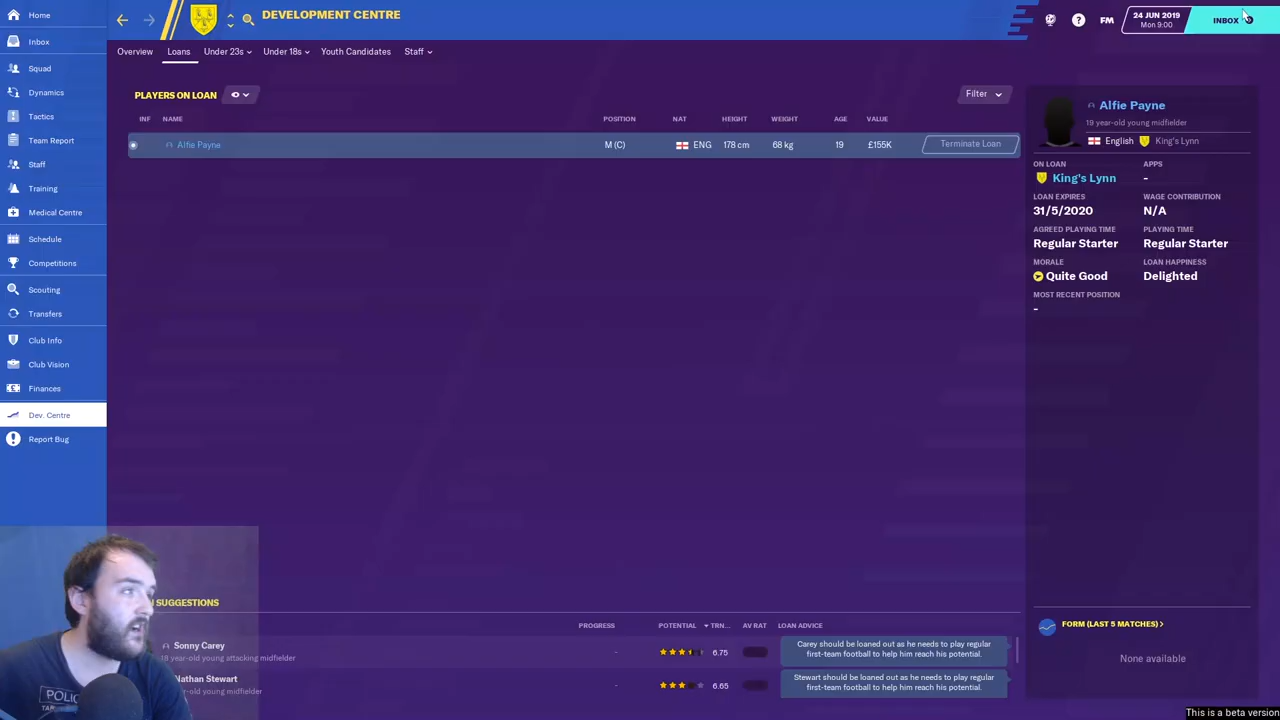 Home
DEVELOPMENT CENTRE
FM
24 JUN 2019
Mon 9:00
INBOX
Inbox
Squad
Dynamics
Tactics
Team Report
Staff
Training
Medical Centre
Schedule
Competitions
Scouting
Transfers
Club Info
Club Vision
Finances
Dev. Centre
Report Bug
Overview Loans Under 23s Under 18s Youth Candidates Staff
PLAYERS ON LOAN
Filter
INF NAME POSITION NAT HEIGHT WEIGHT AGE VALUE
Alfie Payne M (C) ENG 178 cm 68 kg 19 £155K Terminate Loan
Alfie Payne
19 year-old young midfielder
English King's Lynn
ON LOAN APPS
King's Lynn -
LOAN EXPIRES WAGE CONTRIBUTION
31/5/2020 N/A
AGREED PLAYING TIME PLAYING TIME
Regular Starter Regular Starter
MORALE LOAN HAPPINESS
Quite Good Delighted
MOST RECENT POSITION
-
SUGGESTIONS
PROGRESS POTENTIAL TRN... AV RAT LOAN ADVICE
Sonny Carey
year-old young attacking midfielder
- 6.75
Carey should be loaned out as he needs to play regular
first-team football to help him reach his potential.
Nathan Stewart
year-old young midfielder
- 6.65
Stewart should be loaned out as he needs to play regular
first-team football to help him reach his potential.
FORM (LAST 5 MATCHES) >
None available
This is a beta version